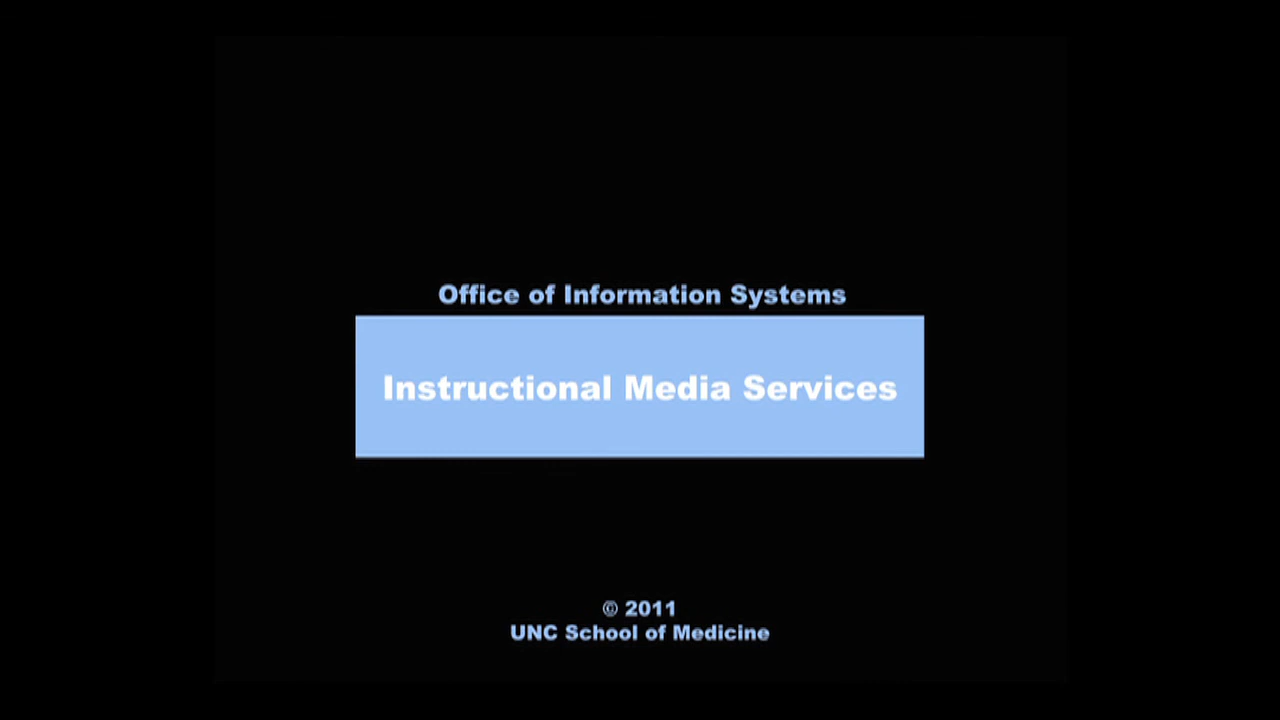 Office of Information Systems
Instructional Media Services
© 2011
UNC School of Medicine